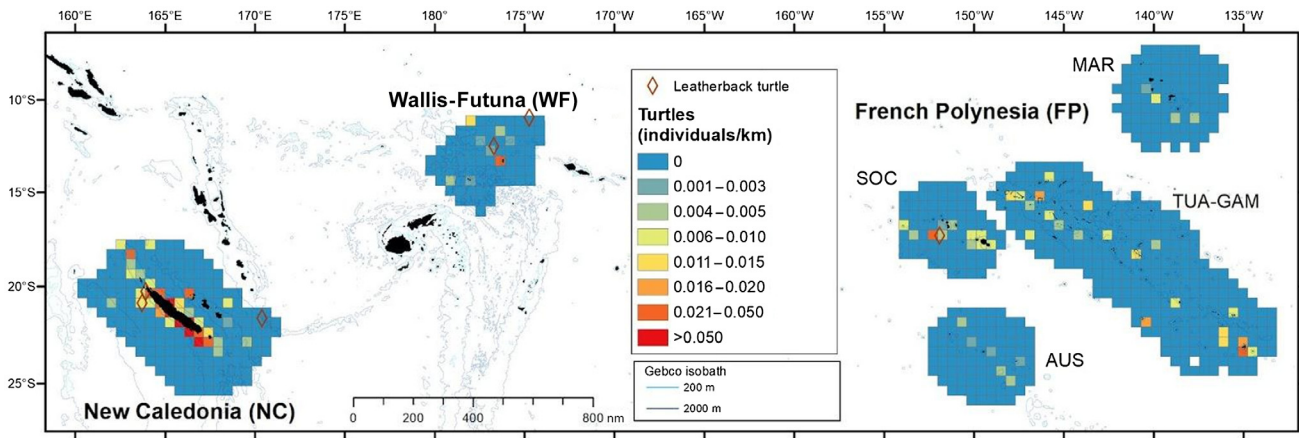 160°E 165°E 170°E 175°E 180°W 175°W 170°W 165°W 155°W 150°W 145°W 140°W 135°W
10°S
15°S
20°S
25°S
Wallis-Futuna (WF)
New Caledonia (NC)
0 200 400 800 nm
Leatherback turtle
Turtles
(individuals/km)
0
0.001–0.003
0.004–0.005
0.006–0.010
0.011–0.015
0.016–0.020
0.021–0.050
>0.050
Gebco isobath
200 m
2000 m
French Polynesia (FP)
MAR
SOC
TUA-GAM
AUS